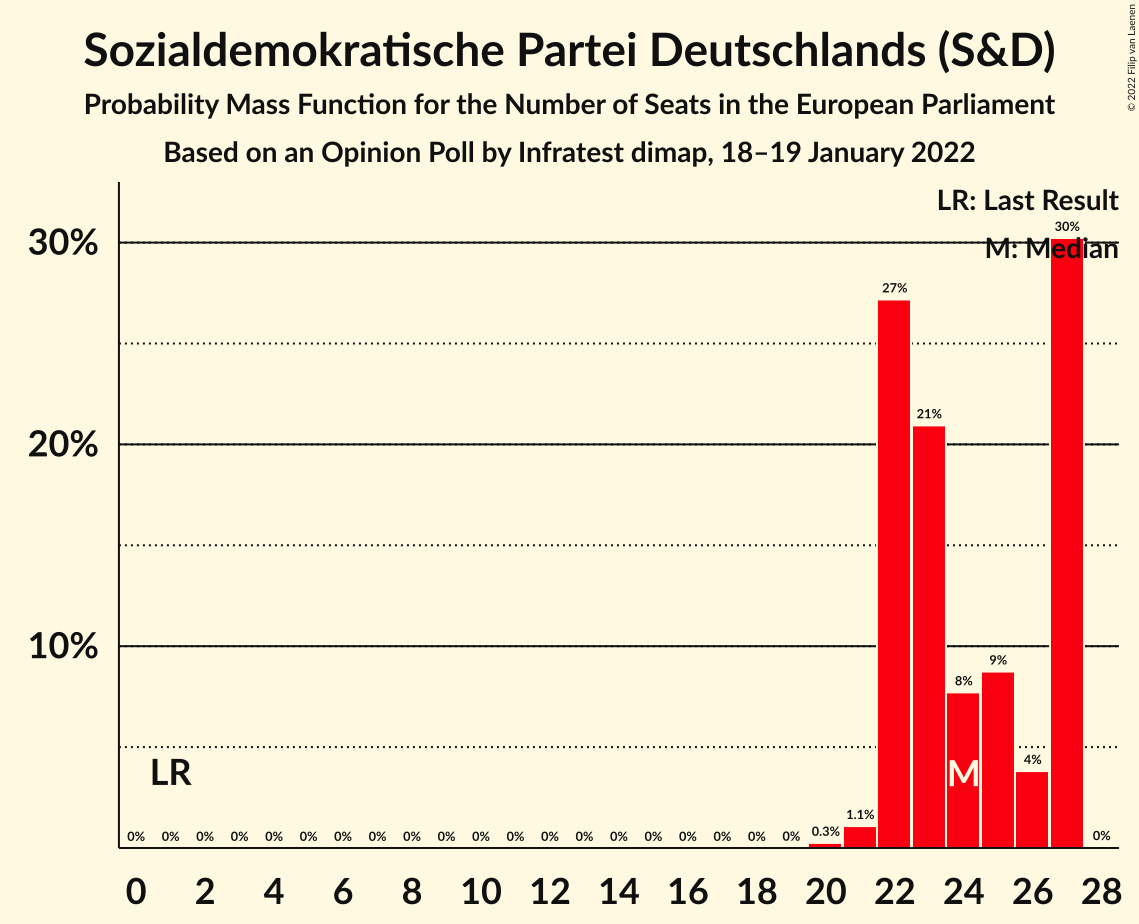 Sozialdemokratische Partei Deutschlands (S&D)
Probability Mass Function for the Number of Seats in the European Parliament
Based on an Opinion Poll by Infratest dimap, 18–19 January 2022
© 2022 Filip van Laenen
LR: Last Result
M: Median
30%
20%
10%
LR
M
0% 0% 0% 0% 0% 0% 0% 0% 0% 0% 0% 0% 0% 0% 0% 0% 0% 0% 0% 0% 0.3% 1.1% 27% 21% 8% 9% 4% 30% 0%
0 2 4 6 8 10 12 14 16 18 20 22 24 26 28